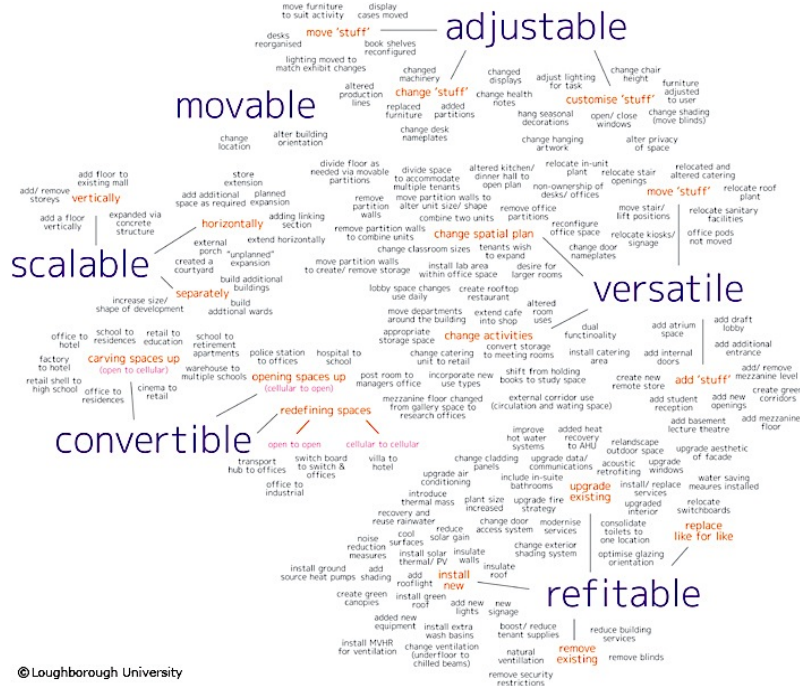 move furniture
to suit activity
display
cases moved
move 'stuff'
desks
reorganised
book shelves
reconfigured
lighting moved to
match exhibit changes
adjustable
changed
machinery
altered
production
lines
change 'stuff'
replaced
furniture
added
partitions
change desk
nameplates
changed
displays
change health
notes
adjust lighting
for task
change chair
height
furniture
adjusted
to user
customise 'stuff'
hang seasonal
decorations
open/ close
windows
change shading
(move blinds)
change hanging
artwork
alter privacy
of space
movable
change
location
alter building
orientation
add floor to
existing mall
add/ remove
storeys
vertically
add a floor
vertically
expanded via
concrete
structure
store
extension
add additional
space as required
planned
expansion
horizontally
adding linking
section
extend horizontally
external
porch
"unplanned"
expansion
created a
courtyard
scalable
separately
build additional
buildings
build
addtional wards
increase size/
shape of development
divide floor as
needed via movable
partitions
divide space
to accommodate
multiple tenants
altered kitchen/
dinner hall to
open plan
relocate in-unit
plant
relocate stair
openings
relocated and
altered catering
non-ownership of
desks/ offices
move 'stuff'
relocate roof
plant
remove
partition
walls
move partition walls to
alter unit size/ shape
combine two units
remove office
partitions
move stair/
lift positions
relocate sanitary
facilities
remove partition walls
to combine units
change spatial plan
reconfigure
office space
relocate kiosks/
signage
office pods
not moved
change classroom sizes
tenants wish
to expand
change door
nameplates
move partition walls
to create/ remove storage
install lab area
within office space
desire for
larger rooms
versatile
lobby space changes
use daily
create rooftop
restaurant
move departments
around the building
extend cafe
into shop
altered
room
uses
appropriate
storage space
change activities
dual
functinoality
add atrium
space
add draft
lobby
add additional
entrance
change catering
unit to retail
convert storage
to meeting rooms
install catering
area
add internal
doors
post room to
managers office
incorporate new
use types
shift from holding
books to study space
create new
remote store
add 'stuff'
add/ remove
mezzanine level
create green
corridors
mezzanine floor changed
from gallery space to
research offices
external corridor use
(circulation and wating space)
add student
reception
add new
openings
add basement
lecture theatre
add mezzanine
floor
office to
hotel
school to
residences
retail to
education
school to
retirement
apartments
factory
to hotel
carving spaces up
(open to cellular)
warehouse to
multiple schools
retail shell to
high school
office to
residences
cinema to
retail
police station
to offices
hospital to
school
opening spaces up
(cellular to open)
redefining spaces
convertible
open to open
cellular to cellular
transport
hub to offices
switch board
to switch &
offices
villa to
hotel
office to
industrial
improve
hot water
systems
added heat
recovery
to AHU
relandscape
outdoor space
upgrade aesthetic
of facade
change cladding
panels
upgrade data/
communications
acoustic
retrofiting
upgrade
windows
upgrade air
conditioning
include in-suite
bathrooms
upgrade
existing
install/ replace
services
water saving
meaures installed
introduce
thermal mass
plant size
increased
upgrade fire
strategy
upgraded
interior
relocate
switchboards
recovery and
reuse rainwater
change door
access system
modernise
services
consolidate
toilets to
one location
replace
like for like
noise
reduction
measures
cool
surfaces
reduce
solar gain
change exterior
shading system
optimise glazing
orientation
install solar
thermal/ PV
insulate
walls
insulate
roof
install ground
source heat pumps
add
shading
add
rooflight
install
new
refitable
create green
canopies
install green
roof
add new
lights
new
signage
added new
equipment
install extra
wash basins
boost/ reduce
tenant supplies
reduce building
services
install MVHR
for ventilation
change ventilation
(underfloor to
chilled beams)
natural
ventilation
remove
existing
remove blinds
remove security
restrictions
©Loughborough University